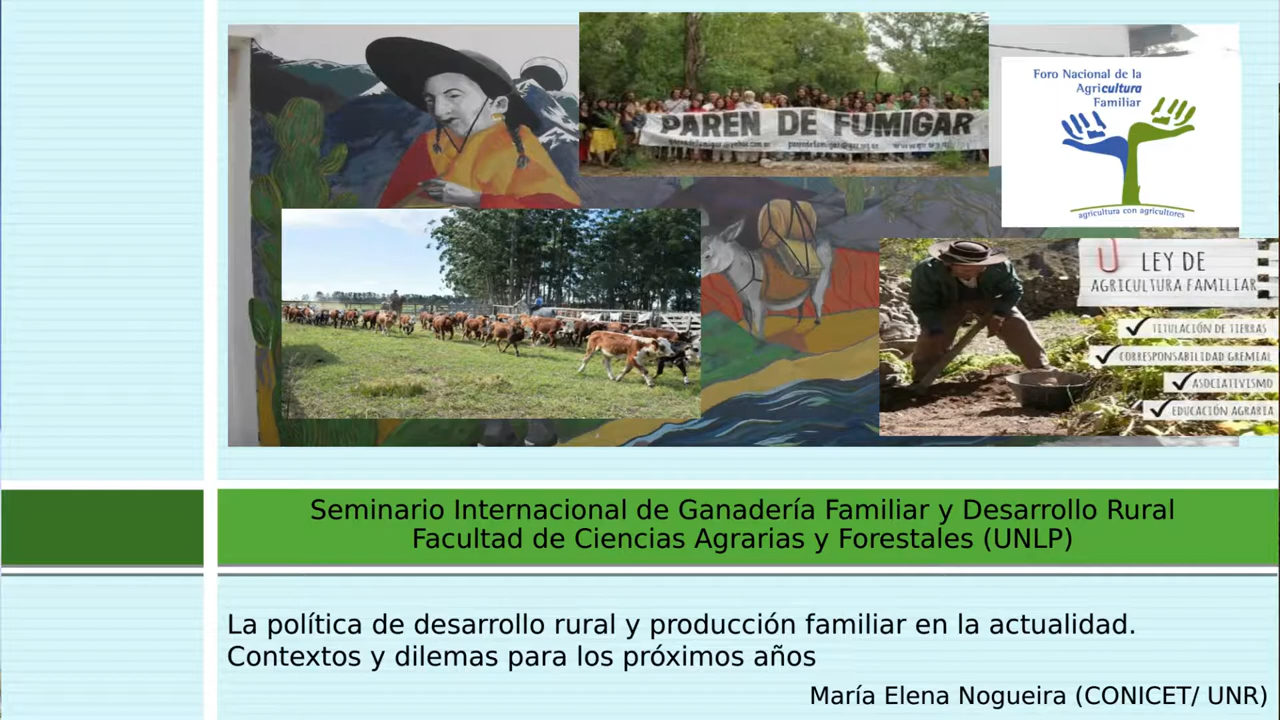 PAREN DE FUMIGAR
Foro Nacional de la
Agricultura
Familiar
agricultura con agricultores
LEY DE
AGRICULTURA FAMILIAR
TITULACIÓN DE TIERRAS
CORRESPONSABILIDAD GREMIAL
ASOCIATIVISMO
EDUCACIÓN AGRARIA
Seminario Internacional de Ganadería Familiar y Desarrollo Rural
Facultad de Ciencias Agrarias y Forestales (UNLP)
La política de desarrollo rural y producción familiar en la actualidad.
Contextos y dilemas para los próximos años
María Elena Nogueira (CONICET/ UNR)